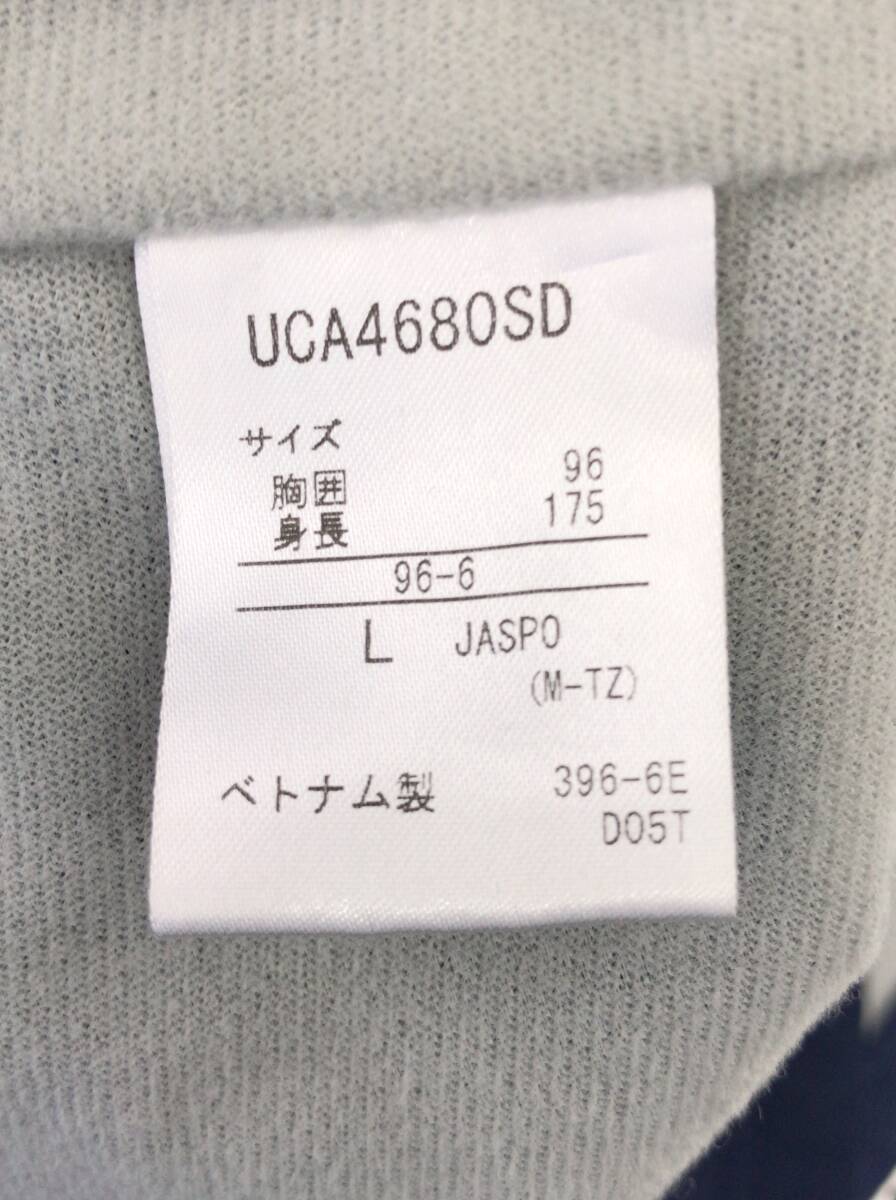 UCA4680SD
サイズ
胸囲 96
身長 175
96-6
L JASPO
(M-TZ)
ベトナム製 396-6E
D05T